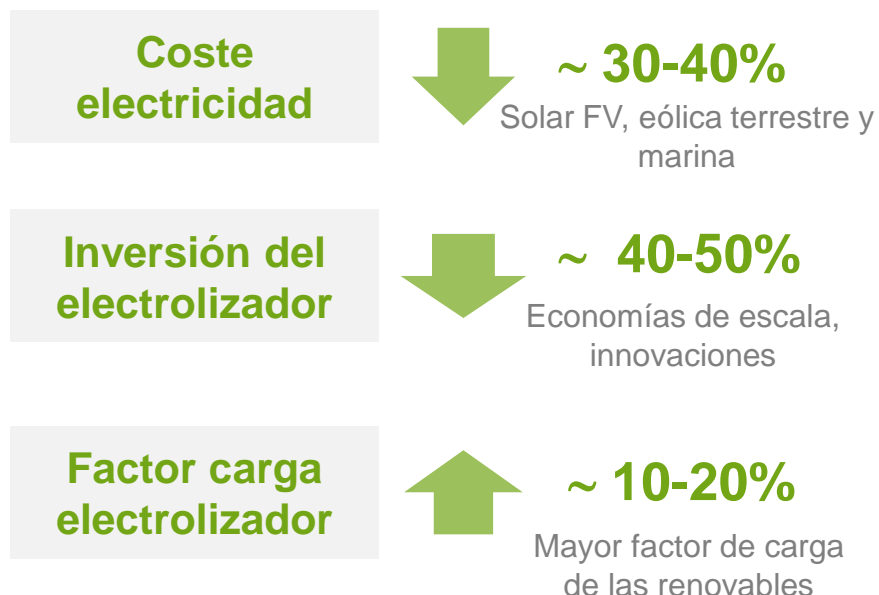 Coste
electricidad
~ 30-40%
Solar FV, eólica terrestre y
marina
Inversión del
electrolizador
~ 40-50%
Economías de escala,
innovaciones
Factor carga
electrolizador
~ 10-20%
Mayor factor de carga
de las renovables